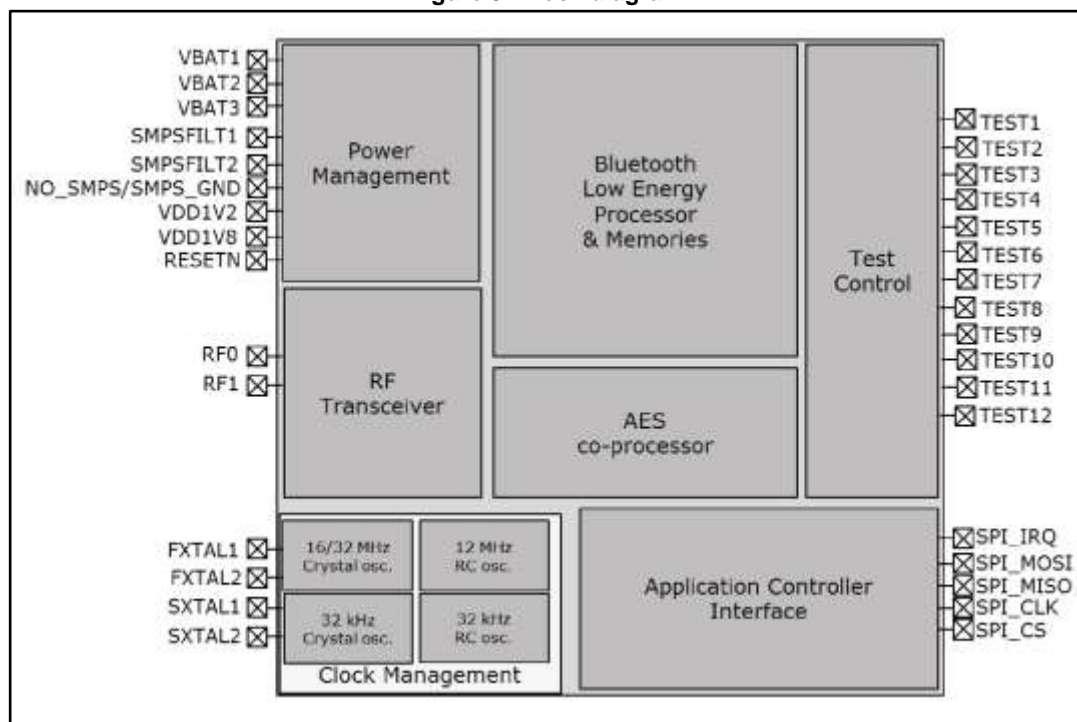 VBAT1
VBAT2
VBAT3
SMPSFILT1
SMPSFILT2
NO_SMPS/SMPS_GND
VDD1V2
VDD1V8
RESETN
RF0
RF1
FXTAL1
FXTAL2
SXTAL1
SXTAL2
Power
Management
RF
Transceiver
16/32 MHz
Crystal osc.
12 MHz
RC osc.
32 kHz
Crystal osc.
32 kHz
RC osc.
Clock Management
Bluetooth
Low Energy
Processor
& Memories
AES
co-processor
Test
Control
Application Controller
Interface
TEST1
TEST2
TEST3
TEST4
TEST5
TEST6
TEST7
TEST8
TEST9
TEST10
TEST11
TEST12
SPI_IRQ
SPI_MOSI
SPI_MISO
SPI_CLK
SPI_CS